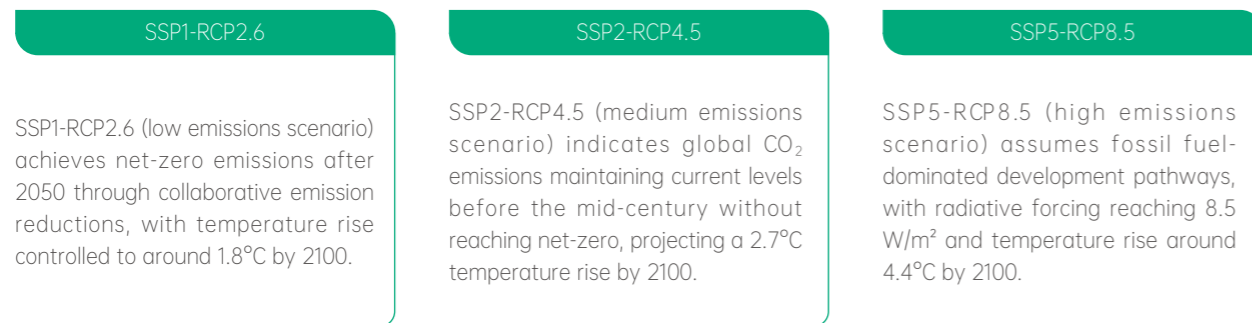 SSP1-RCP2.6
SSP1-RCP2.6 (low emissions scenario)
achieves net-zero emissions after
2050 through collaborative emission
reductions, with temperature rise
controlled to around 1.8°C by 2100.
SSP2-RCP4.5
SSP2-RCP4.5 (medium emissions
scenario) indicates global CO₂
emissions maintaining current levels
before the mid-century without
reaching net-zero, projecting a 2.7°C
temperature rise by 2100.
SSP5-RCP8.5
SSP5-RCP8.5 (high emissions
scenario) assumes fossil fuel-
dominated development pathways,
with radiative forcing reaching 8.5
W/m² and temperature rise around
4.4°C by 2100.